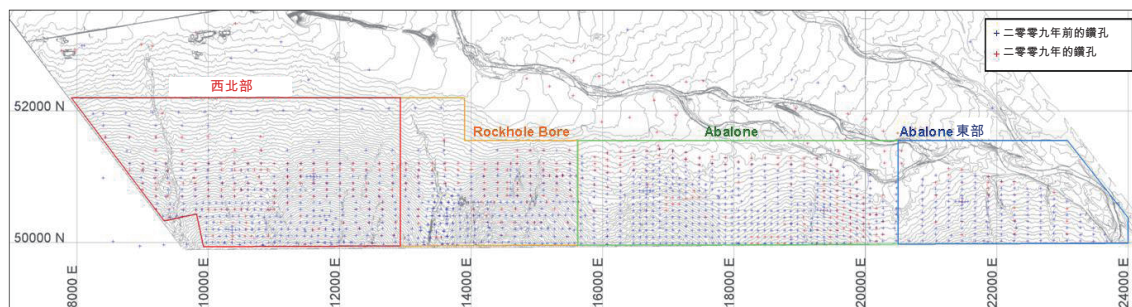 + 二零零九年前的鑽孔
+ 二零零九年的鑽孔
西北部
52000 N
Rockhole Bore
Abalone
Abalone 東部
50000 N
8000 E
10000 E
12000 E
14000 E
16000 E
18000 E
20000 E
22000 E
24000 E